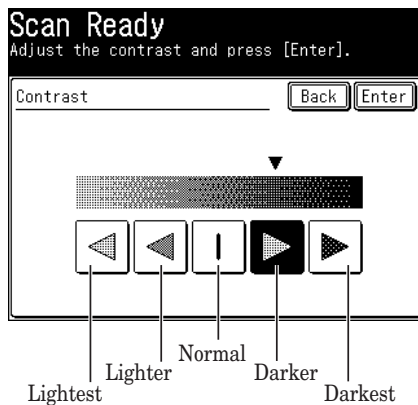 Scan Ready
Adjust the contrast and press [Enter].
Contrast Back Enter
Normal
Lighter Darker
Lightest Darkest